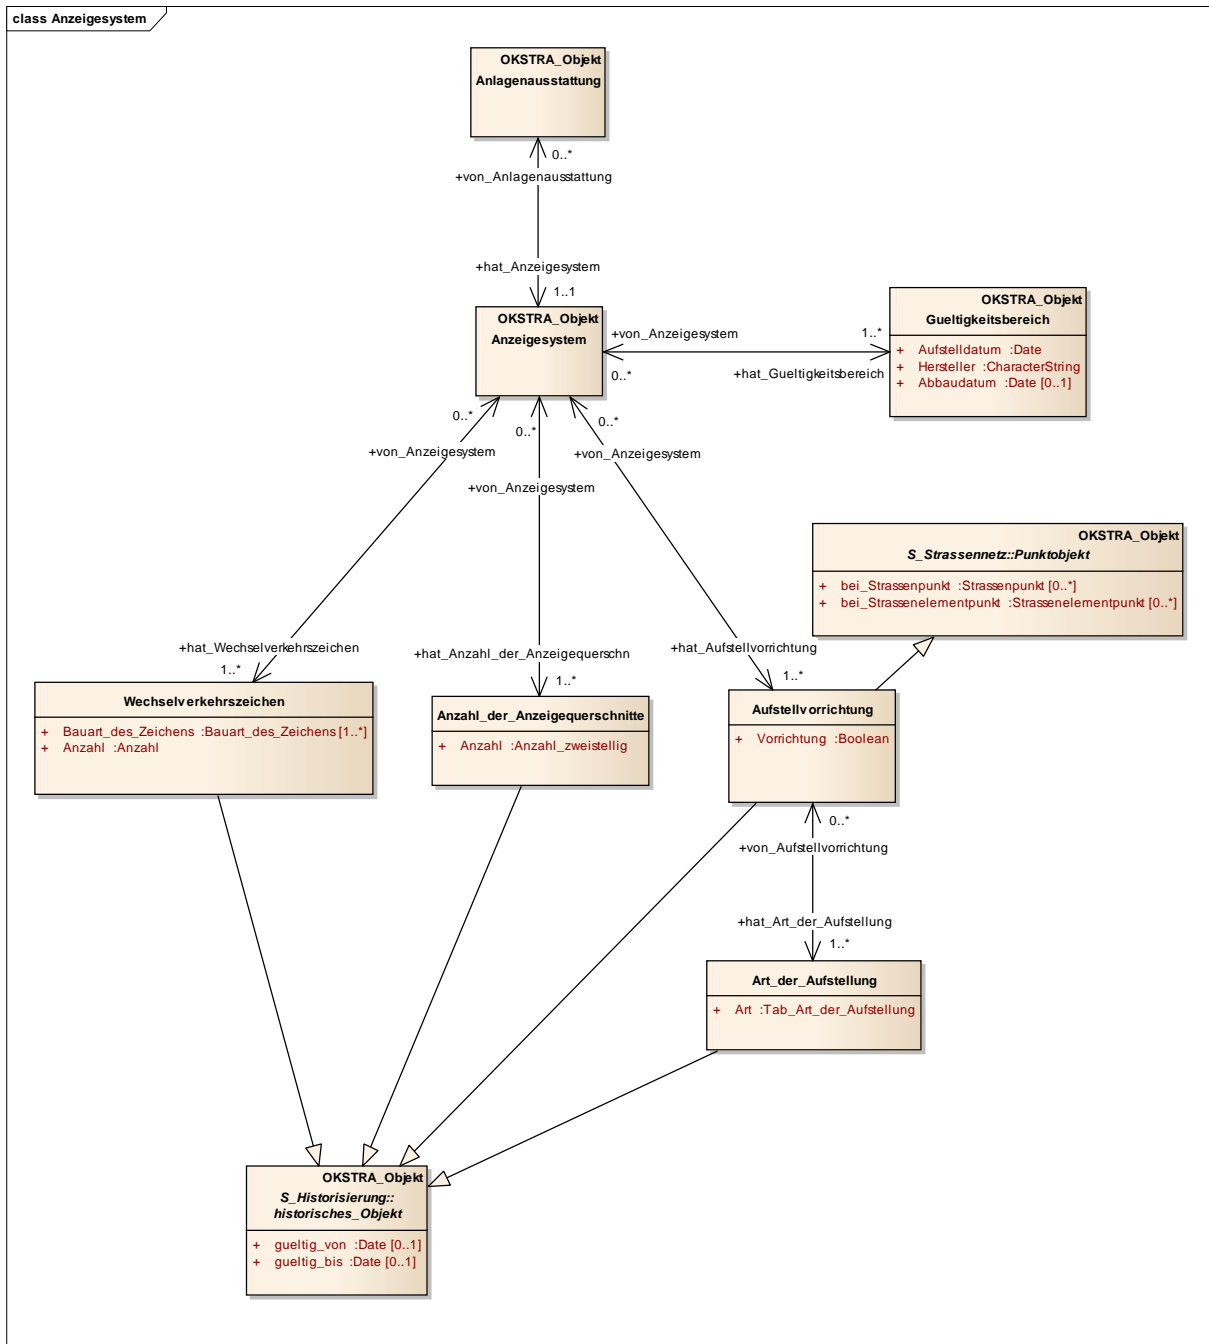 class Anzeigesystem
OKSTRA_Objekt
Anlagenausstattung
0..*
+von_Anlagenausstattung
+hat_Anzeigesystem
1..1
OKSTRA_Objekt
Anzeigesystem
OKSTRA_Objekt
Gueltigkeitsbereich
+ Aufstelldatum :Date
+ Hersteller :CharacterString
+ Abbaudatum :Date [0..1]
+von_Anzeigesystem
1..*
0..*
+hat_Gueltigkeitsbereich
0..*
0..*
0..*
+von_Anzeigesystem
+von_Anzeigesystem
+von_Anzeigesystem
OKSTRA_Objekt
S_Strassennetz::Punktobjekt
+ bei_Strassenpunkt :Strassenpunkt [0..*]
+ bei_Strassenelementpunkt :Strassenelementpunkt [0..*]
+hat_Wechselverkehrszeichen
1..*
+hat_Anzahl_der_Anzeigequerschn
1..*
+hat_Aufstellvorrichtung
1..*
Wechselverkehrszeichen
+ Bauart_des_Zeichens :Bauart_des_Zeichens [1..*]
+ Anzahl :Anzahl
Anzahl_der_Anzeigequerschnitte
+ Anzahl :Anzahl_zweistellig
Aufstellvorrichtung
+ Vorrichtung :Boolean
0..*
+von_Aufstellvorrichtung
+hat_Art_der_Aufstellung
1..*
Art_der_Aufstellung
+ Art :Tab_Art_der_Aufstellung
OKSTRA_Objekt
S_Historisierung::
historisches_Objekt
+ gueltig_von :Date [0..1]
+ gueltig_bis :Date [0..1]